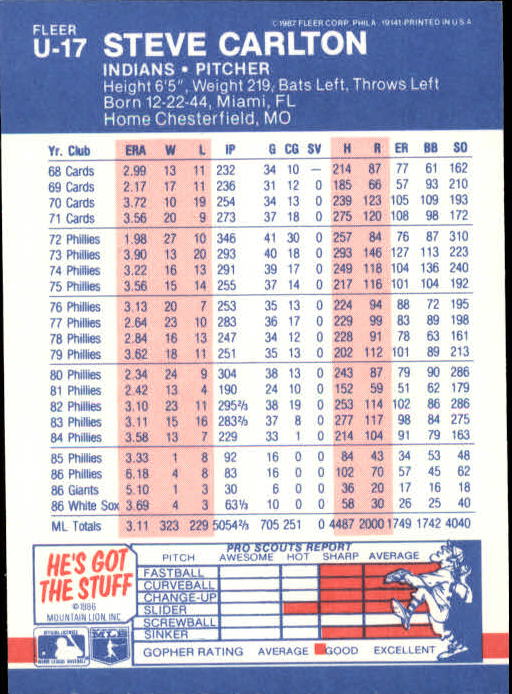 FLEER
U-17 STEVE CARLTON
©1987 FLEER CORP. PHILA. 19141-PRINTED IN U.S.A.
INDIANS • PITCHER
Height 6'5", Weight 219, Bats Left, Throws Left
Born 12-22-44, Miami, FL
Home Chesterfield, MO
Yr. Club ERA W L IP G CG SV H R ER BB SO
68 Cards 2.99 13 11 232 34 10 — 214 87 77 61 162
69 Cards 2.17 17 11 236 31 12 0 185 66 57 93 210
70 Cards 3.72 10 19 254 34 13 0 239 123 105 109 193
71 Cards 3.56 20 9 273 37 18 0 275 120 108 98 172
72 Phillies 1.98 27 10 346 41 30 0 257 84 76 87 310
73 Phillies 3.90 13 20 293 40 18 0 293 146 127 113 223
74 Phillies 3.22 16 13 291 39 17 0 249 118 104 136 240
75 Phillies 3.56 15 14 255 37 14 0 217 116 101 104 192
76 Phillies 3.13 20 7 253 35 13 0 224 94 88 72 195
77 Phillies 2.64 23 10 283 36 17 0 229 99 83 89 198
78 Phillies 2.84 16 13 247 34 12 0 228 91 78 63 161
79 Phillies 3.62 18 11 251 35 13 0 202 112 101 89 213
80 Phillies 2.34 24 9 304 38 13 0 243 87 79 90 286
81 Phillies 2.42 13 4 190 24 10 0 152 59 51 62 179
82 Phillies 3.10 23 11 295⅔ 38 19 0 253 114 102 86 286
83 Phillies 3.11 15 16 283⅔ 37 8 0 277 117 98 84 275
84 Phillies 3.58 13 7 229 33 1 0 214 104 91 79 163
85 Phillies 3.33 1 8 92 16 0 0 84 43 34 53 48
86 Phillies 6.18 4 8 83 16 0 0 102 70 57 45 62
86 Giants 5.10 1 3 30 6 0 0 36 20 17 16 18
86 White Sox 3.69 4 3 63⅓ 10 0 0 58 30 26 25 40
ML Totals 3.11 323 229 5054⅔ 705 251 0 4487 2000 1749 1742 4040
HE'S GOT
THE STUFF
©1986
MOUNTAIN LION, INC
PRO SCOUTS REPORT
PITCH AWESOME HOT SHARP AVERAGE
FASTBALL
CURVEBALL
CHANGE-UP
SLIDER
SCREWBALL
SINKER
GOPHER RATING AVERAGE GOOD EXCELLENT